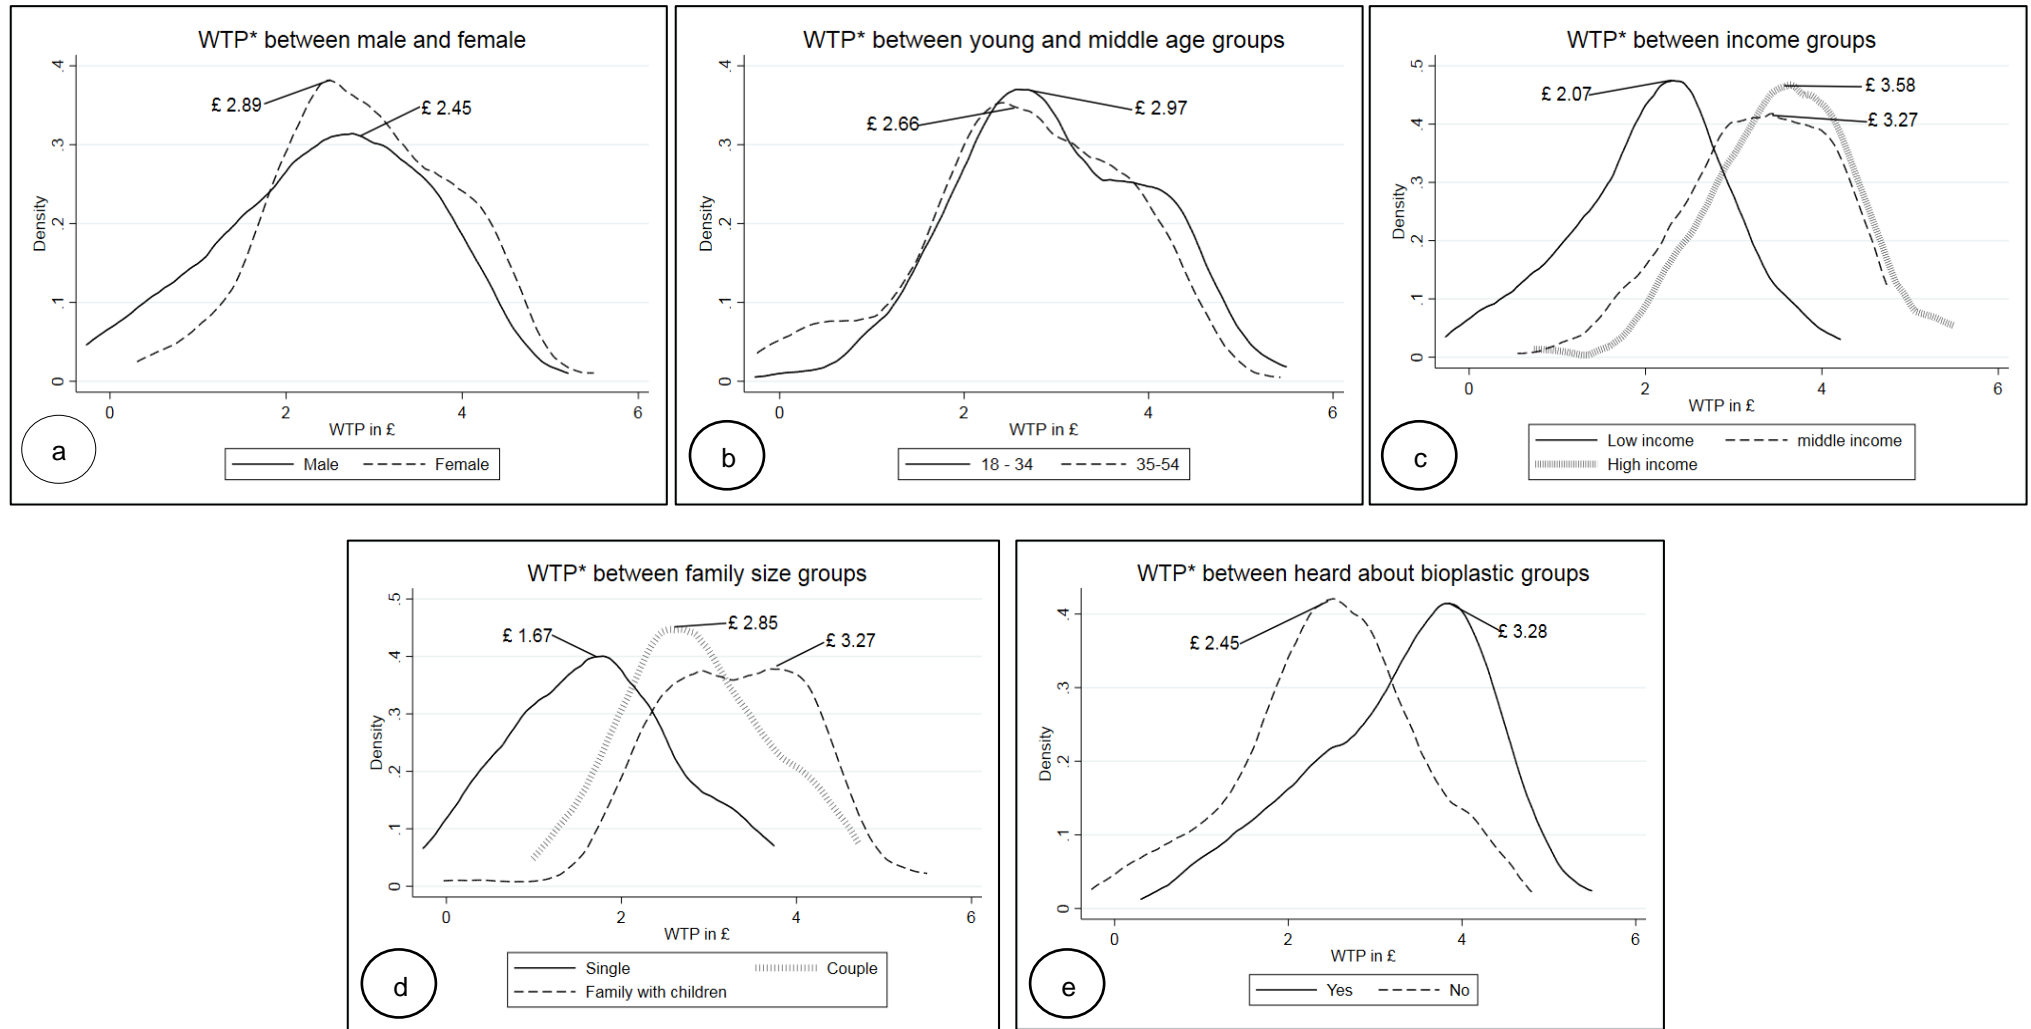 WTP* between male and female
.4
.3
.2
.1
0
Density
£ 2.89
£ 2.45
0 2 4 6
WTP in £
Male Female
a
WTP* between young and middle age groups
.4
.3
.2
.1
0
Density
£ 2.66
£ 2.97
0 2 4 6
WTP in £
18 - 34 35-54
b
WTP* between income groups
.5
.4
.3
.2
.1
0
Density
£ 2.07
£ 3.58
£ 3.27
0 2 4 6
WTP in £
Low income middle income
High income
c
WTP* between family size groups
.5
.4
.3
.2
.1
0
Density
£ 1.67
£ 2.85
£ 3.27
0 2 4 6
WTP in £
Single Couple
Family with children
d
WTP* between heard about bioplastic groups
.4
.3
.2
.1
0
Density
£ 2.45
£ 3.28
0 2 4 6
WTP in £
Yes No
e